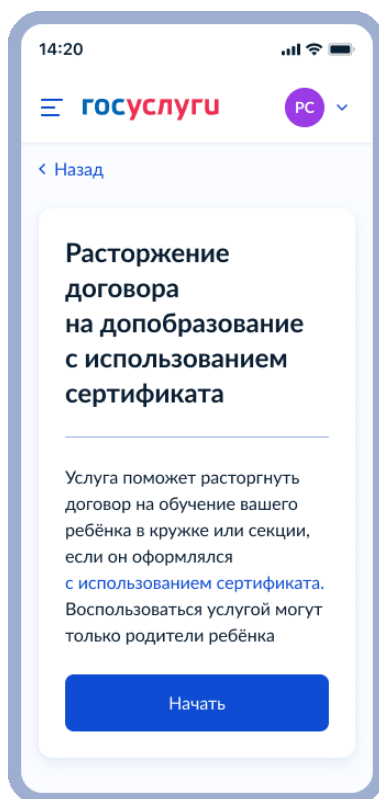 14:20
госуслуги
РС
Назад
Расторжение
договора
на допобразование
с использованием
сертификата
Услуга поможет расторгнуть
договор на обучение вашего
ребёнка в кружке или секции,
если он оформлялся
с использованием сертификата.
Воспользоваться услугой могут
только родители ребёнка
Начать